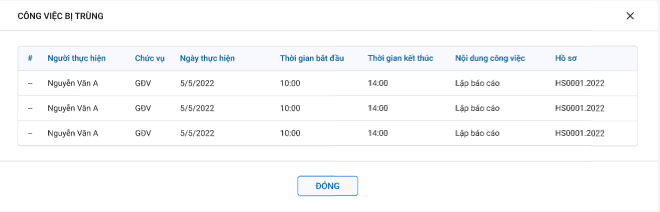 CÔNG VIỆC BỊ TRÙNG
# Người thực hiện Chức vụ Ngày thực hiện Thời gian bắt đầu Thời gian kết thúc Nội dung công việc Hồ sơ
-- Nguyễn Văn A GĐV 5/5/2022 10:00 14:00 Lập báo cáo HS0001.2022
-- Nguyễn Văn A GĐV 5/5/2022 10:00 14:00 Lập báo cáo HS0001.2022
-- Nguyễn Văn A GĐV 5/5/2022 10:00 14:00 Lập báo cáo HS0001.2022
ĐÓNG